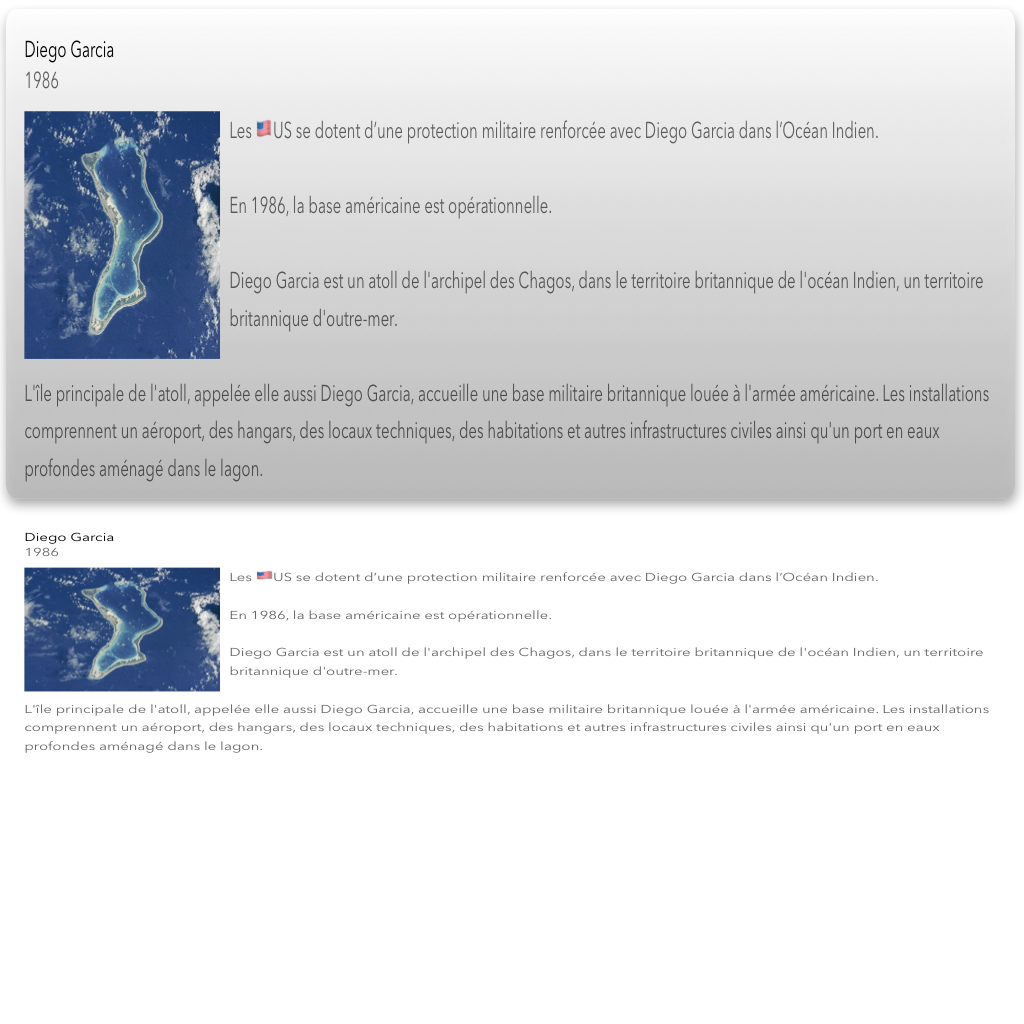 Diego Garcia
1986
Les 🇺🇸US se dotent d’une protection militaire renforcée avec Diego Garcia dans l’Océan Indien.
En 1986, la base américaine est opérationnelle.
Diego Garcia est un atoll de l'archipel des Chagos, dans le territoire britannique de l'océan Indien, un territoire
britannique d'outre-mer.
L'île principale de l'atoll, appelée elle aussi Diego Garcia, accueille une base militaire britannique louée à l'armée américaine. Les installations
comprennent un aéroport, des hangars, des locaux techniques, des habitations et autres infrastructures civiles ainsi qu'un port en eaux
profondes aménagé dans le lagon.
Diego Garcia
1986
Les 🇺🇸US se dotent d’une protection militaire renforcée avec Diego Garcia dans l’Océan Indien.
En 1986, la base américaine est opérationnelle.
Diego Garcia est un atoll de l'archipel des Chagos, dans le territoire britannique de l'océan Indien, un territoire
britannique d'outre-mer.
L'île principale de l'atoll, appelée elle aussi Diego Garcia, accueille une base militaire britannique louée à l'armée américaine. Les installations
comprennent un aéroport, des hangars, des locaux techniques, des habitations et autres infrastructures civiles ainsi qu'un port en eaux
profondes aménagé dans le lagon.